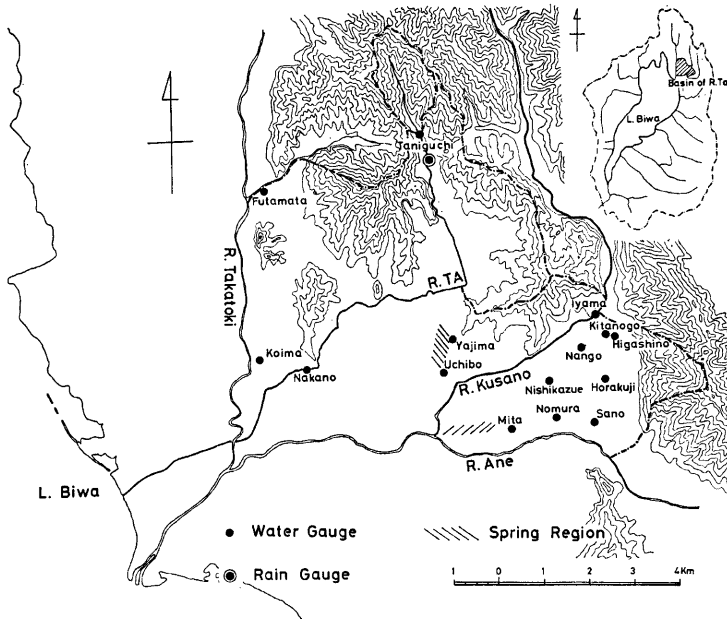 Basin of R.Ta
L. Biwa
Taniguchi
Futamata
R. Takatoki
R. TA
Iyama
Kitanogo
Higashino
Yajima
Nango
Koima
Nakano
Uchibo
R. Kusano
Nishikazue
Horakuji
Mita
Nomura
Sano
R. Ane
L. Biwa
Water Gauge
Spring Region
Rain Gauge
1 0 1 2 3 4Km